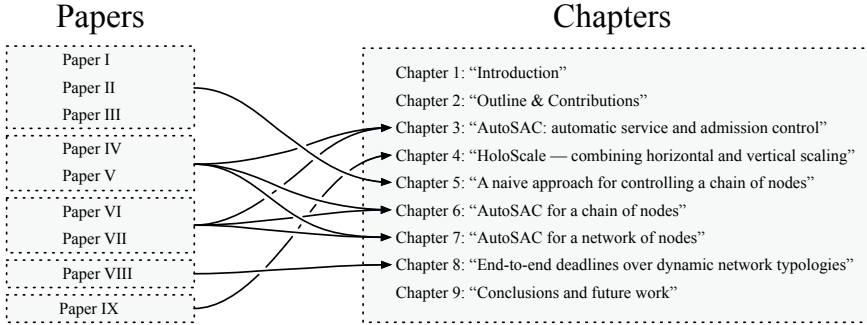 Papers
Paper I
Paper II
Paper III
Paper IV
Paper V
Paper VI
Paper VII
Paper VIII
Paper IX
Chapters
Chapter 1: “Introduction”
Chapter 2: “Outline & Contributions”
Chapter 3: “AutoSAC: automatic service and admission control”
Chapter 4: “HoloScale — combining horizontal and vertical scaling”
Chapter 5: “A naive approach for controlling a chain of nodes”
Chapter 6: “AutoSAC for a chain of nodes”
Chapter 7: “AutoSAC for a network of nodes”
Chapter 8: “End-to-end deadlines over dynamic network typologies”
Chapter 9: “Conclusions and future work”